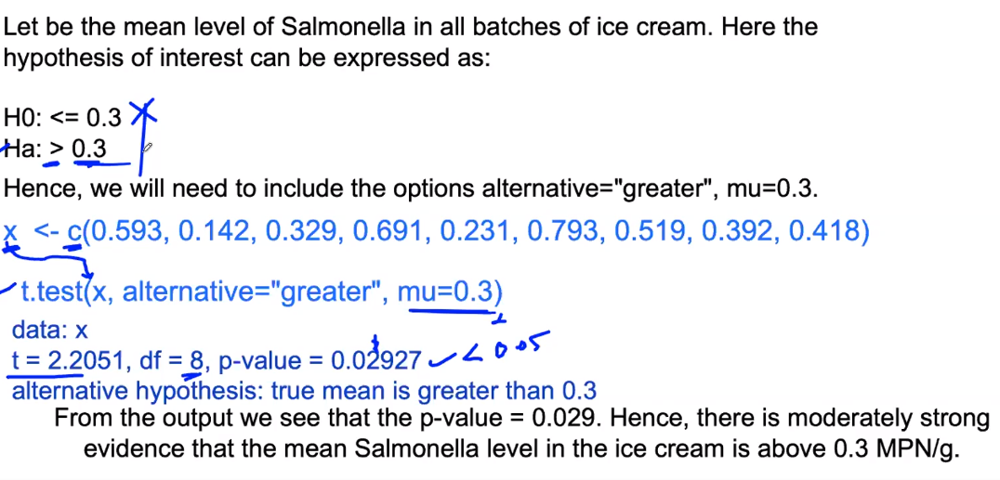 Let be the mean level of Salmonella in all batches of ice cream. Here the
hypothesis of interest can be expressed as:
H0: <= 0.3
Ha: > 0.3
Hence, we will need to include the options alternative="greater", mu=0.3.
x <- c(0.593, 0.142, 0.329, 0.691, 0.231, 0.793, 0.519, 0.392, 0.418)
t.test(x, alternative="greater", mu=0.3)
data: x
t = 2.2051, df = 8, p-value = 0.02927 < 0.05
alternative hypothesis: true mean is greater than 0.3
From the output we see that the p-value = 0.029. Hence, there is moderately strong
evidence that the mean Salmonella level in the ice cream is above 0.3 MPN/g.